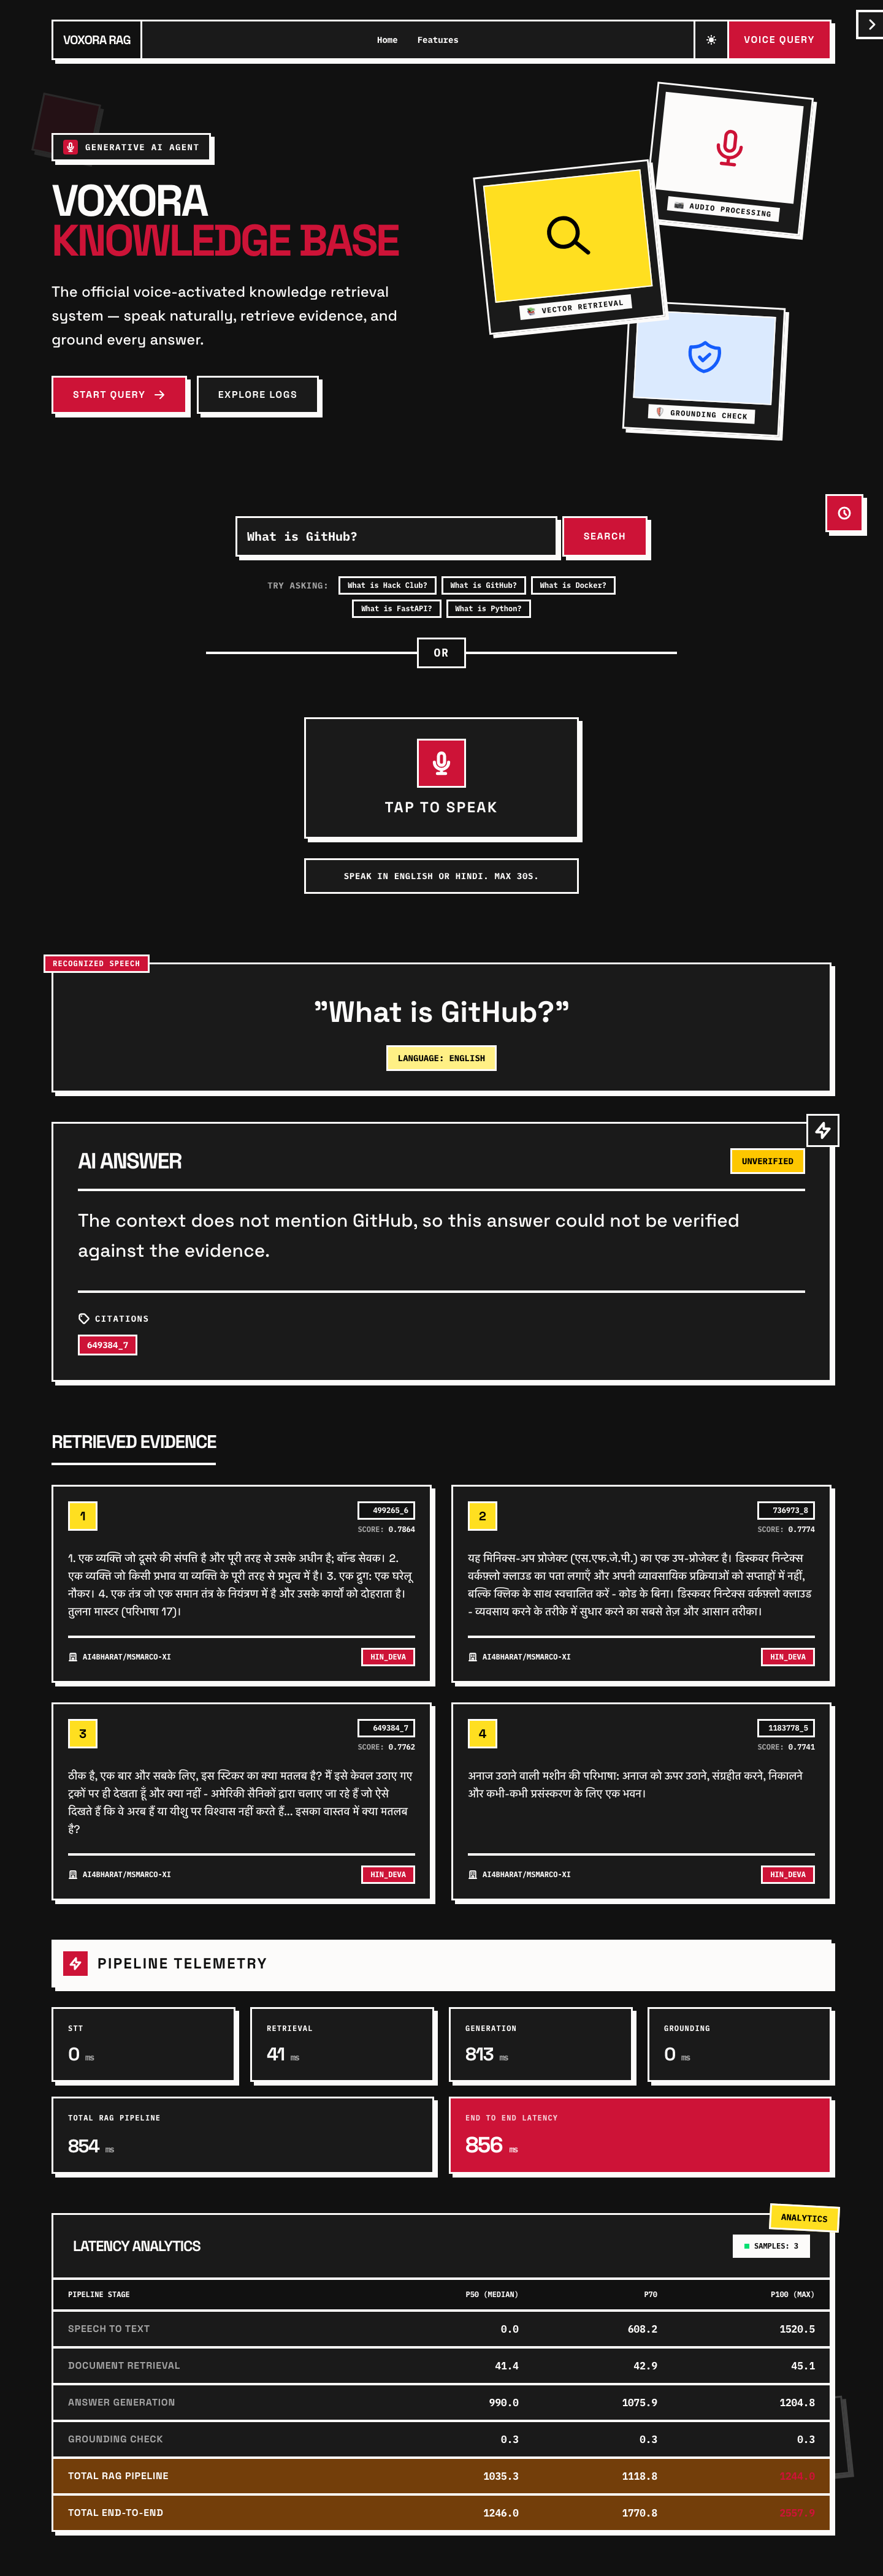 VOXORA RAG
Home Features
VOICE QUERY
GENERATIVE AI AGENT
VOXORA
KNOWLEDGE BASE
The official voice-activated knowledge retrieval
system — speak naturally, retrieve evidence, and
ground every answer.
START QUERY →
EXPLORE LOGS
AUDIO PROCESSING
VECTOR RETRIEVAL
GROUNDING CHECK
What is GitHub?
SEARCH
TRY ASKING: What is Hack Club? What is GitHub? What is Docker?
What is FastAPI? What is Python?
OR
TAP TO SPEAK
SPEAK IN ENGLISH OR HINDI. MAX 30S.
RECOGNIZED SPEECH
"What is GitHub?"
LANGUAGE: ENGLISH
AI ANSWER
UNVERIFIED
The context does not mention GitHub, so this answer could not be verified
against the evidence.
CITATIONS
649384_7
RETRIEVED EVIDENCE
1
499265_6
SCORE: 0.7864
1. एक व्यक्ति जो दूसरे की संपत्ति है और पूरी तरह से उसके अधीन है; बॉन्ड सेवक। 2.
एक व्यक्ति जो किसी प्रभाव या व्यक्ति के पूरी तरह से प्रभुत्व में है। 3. एक द्रुग: एक घरेलू
नौकर। 4. एक तंत्र जो एक समान तंत्र के नियंत्रण में है और उसके कार्यों को दोहराता है।
तुलना मास्टर (परिभाषा 17)।
AI4BHARAT/MSMARCO-XI
HIN_DEVA
2
736973_8
SCORE: 0.7774
यह मिनिक्स-अप प्रोजेक्ट (एस.एफ.जे.पी.) का एक उप-प्रोजेक्ट है। डिस्कवर निन्टेक्स
वर्कफ़्लो क्लाउड का पता लगाएँ और अपनी व्यावसायिक प्रक्रियाओं को सप्ताहों में नहीं,
बल्कि क्लिक के साथ स्वचालित करें - कोड के बिना। डिस्कवर निन्टेक्स वर्कफ़्लो क्लाउड
- व्यवसाय करने के तरीके में सुधार करने का सबसे तेज़ और आसान तरीका।
AI4BHARAT/MSMARCO-XI
HIN_DEVA
3
649384_7
SCORE: 0.7762
ठीक है, एक बार और सबके लिए, इस स्टिकर का क्या मतलब है? मैं इसे केवल उठाए गए
ट्रकों पर ही देखता हूँ और क्या नहीं - अमेरिकी सैनिकों द्वारा चलाए जा रहे हैं जो ऐसे
दिखते हैं कि वे अरब हैं या यीशु पर विश्वास नहीं करते हैं... इसका वास्तव में क्या मतलब
है?
AI4BHARAT/MSMARCO-XI
HIN_DEVA
4
1183778_5
SCORE: 0.7741
अनाज उठाने वाली मशीन की परिभाषा: अनाज को ऊपर उठाने, संग्रहीत करने, निकालने
और कभी-कभी प्रसंस्करण के लिए एक भवन।
AI4BHARAT/MSMARCO-XI
HIN_DEVA
PIPELINE TELEMETRY
STT
0 ms
RETRIEVAL
41 ms
GENERATION
813 ms
GROUNDING
0 ms
TOTAL RAG PIPELINE
854 ms
END TO END LATENCY
856 ms
ANALYTICS
LATENCY ANALYTICS
SAMPLES: 3
PIPELINE STAGE P50 (MEDIAN) P70 P100 (MAX)
SPEECH TO TEXT 0.0 608.2 1520.5
DOCUMENT RETRIEVAL 41.4 42.9 45.1
ANSWER GENERATION 990.0 1075.9 1204.8
GROUNDING CHECK 0.3 0.3 0.3
TOTAL RAG PIPELINE 1035.3 1118.8
TOTAL END-TO-END 1246.0 1770.8